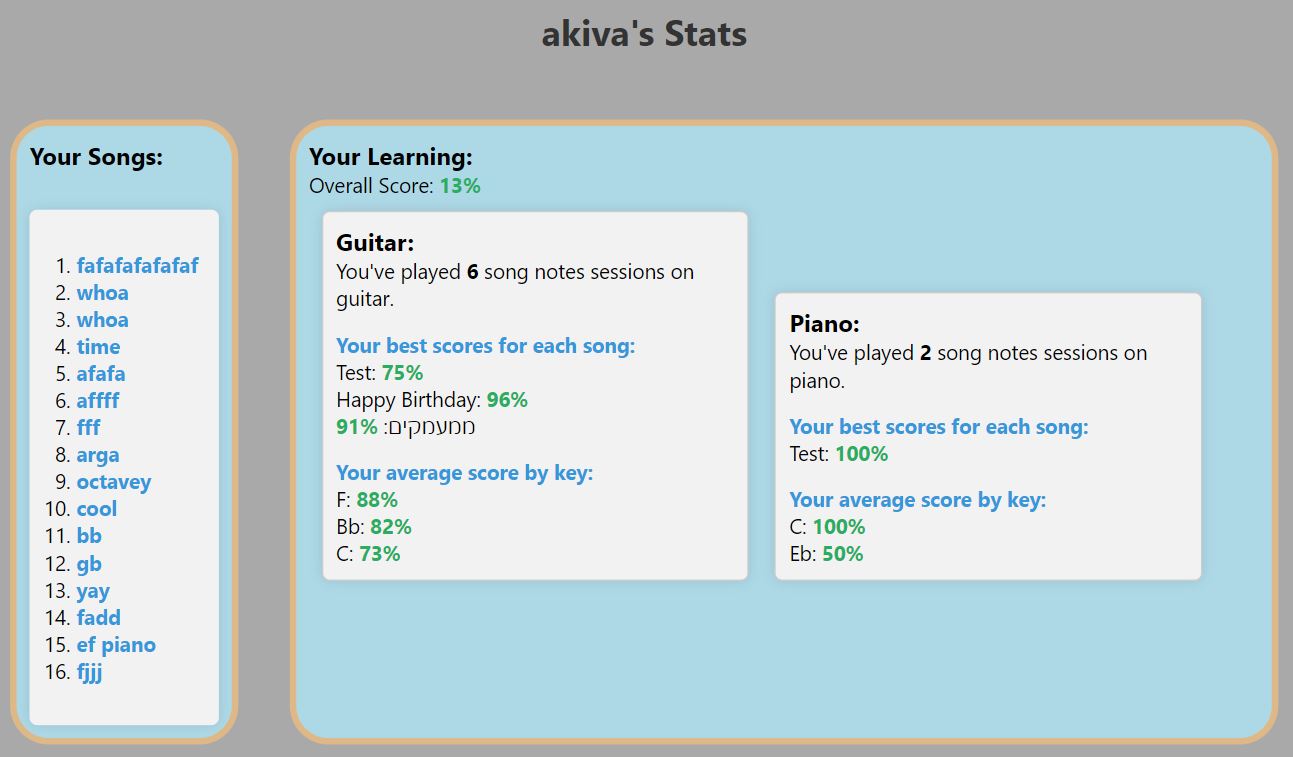 akiva's Stats
Your Songs:
1. fafafafafafaf
2. whoa
3. whoa
4. time
5. afafa
6. affff
7. fff
8. arga
9. octavey
10. cool
11. bb
12. gb
13. yay
14. fadd
15. ef piano
16. fjjj
Your Learning:
Overall Score: 13%
Guitar:
You've played 6 song notes sessions on
guitar.
Your best scores for each song:
Test: 75%
Happy Birthday: 96%
ממעמקים: 91%
Your average score by key:
F: 88%
Bb: 82%
C: 73%
Piano:
You've played 2 song notes sessions on
piano.
Your best scores for each song:
Test: 100%
Your average score by key:
C: 100%
Eb: 50%